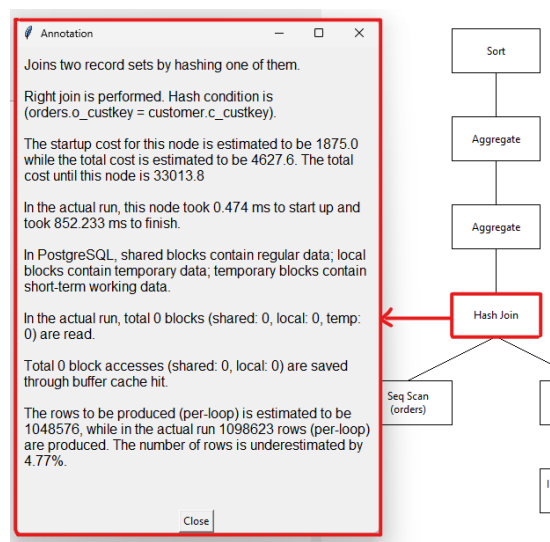 Annotation
Joins two record sets by hashing one of them.
Right join is performed. Hash condition is
(orders.o_custkey = customer.c_custkey).
The startup cost for this node is estimated to be 1875.0
while the total cost is estimated to be 4627.6. The total
cost until this node is 33013.8
In the actual run, this node took 0.474 ms to start up and
took 852.233 ms to finish.
In PostgreSQL, shared blocks contain regular data; local
blocks contain temporary data; temporary blocks contain
short-term working data.
In the actual run, total 0 blocks (shared: 0, local: 0, temp:
0) are read.
Total 0 block accesses (shared: 0, local: 0) are saved
through buffer cache hit.
The rows to be produced (per-loop) is estimated to be
1048576, while in the actual run 1098623 rows (per-loop)
are produced. The number of rows is underestimated by
4.77%.
Close
Sort
Aggregate
Aggregate
Hash Join
Seq Scan
(orders)